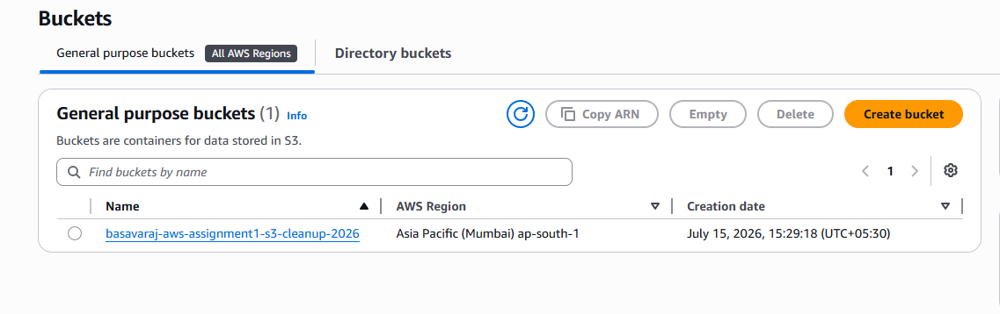 Buckets
General purpose buckets All AWS Regions Directory buckets
General purpose buckets (1) Info Copy ARN Empty Delete Create bucket
Buckets are containers for data stored in S3.
Find buckets by name 1
Name AWS Region Creation date
basavaraj-aws-assignment1-s3-cleanup-2026 Asia Pacific (Mumbai) ap-south-1 July 15, 2026, 15:29:18 (UTC+05:30)